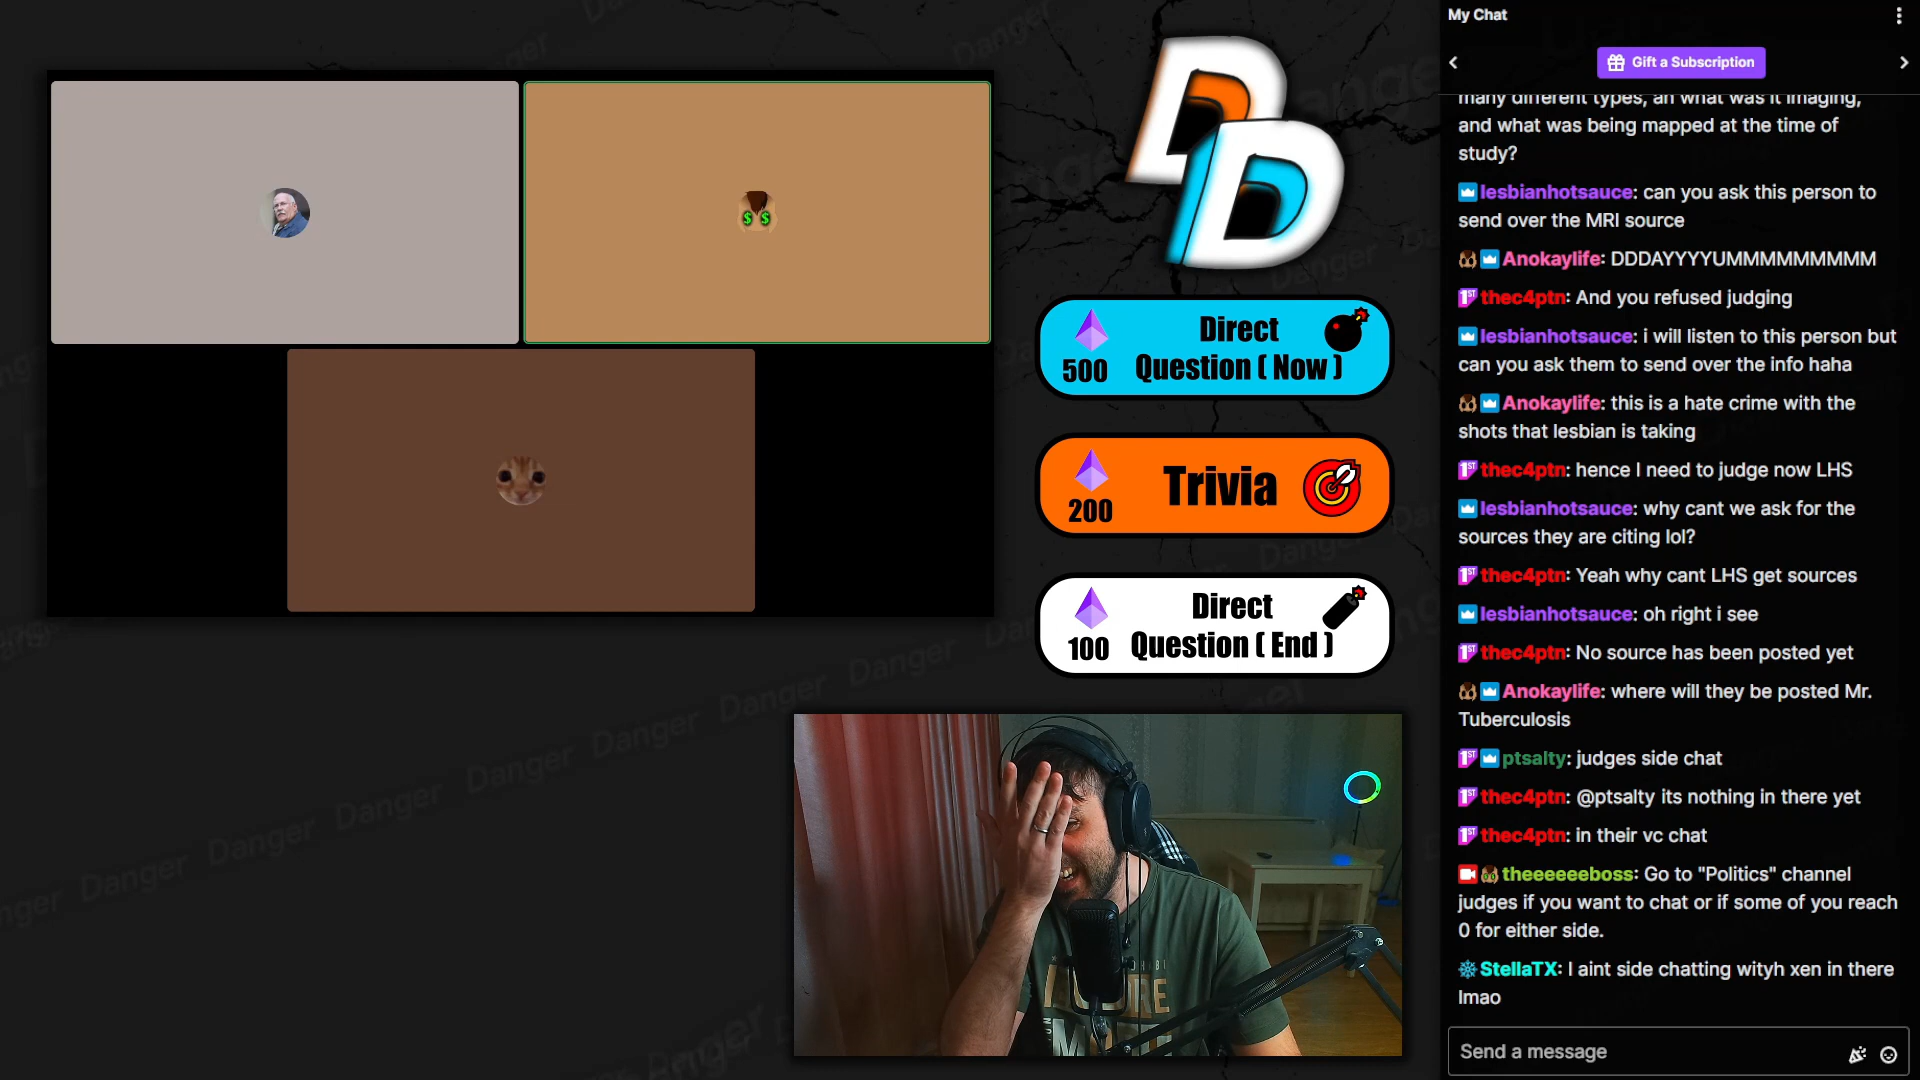 My Chat
Gift a Subscription
many different types, an what was it imaging,
and what was being mapped at the time of
study?
lesbianhotsauce: can you ask this person to
send over the MRI source
Anokaylife: DDDAYYYYUMMMMMMMMM
thec4ptn: And you refused judging
lesbianhotsauce: i will listen to this person but
can you ask them to send over the info haha
Anokaylife: this is a hate crime with the
shots that lesbian is taking
thec4ptn: hence I need to judge now LHS
lesbianhotsauce: why cant we ask for the
sources they are citing lol?
thec4ptn: Yeah why cant LHS get sources
lesbianhotsauce: oh right i see
thec4ptn: No source has been posted yet
Anokaylife: where will they be posted Mr.
Tuberculosis
ptsalty: judges side chat
thec4ptn: @ptsalty its nothing in there yet
thec4ptn: in their vc chat
theeeeeeboss: Go to "Politics" channel
judges if you want to chat or if some of you reach
0 for either side.
StellaTX: I aint side chatting wityh xen in there
lmao
Send a message
DD
500 Direct
Question ( Now )
200 Trivia
100 Direct
Question ( End )
Danger Danger Danger Danger Danger Danger Danger